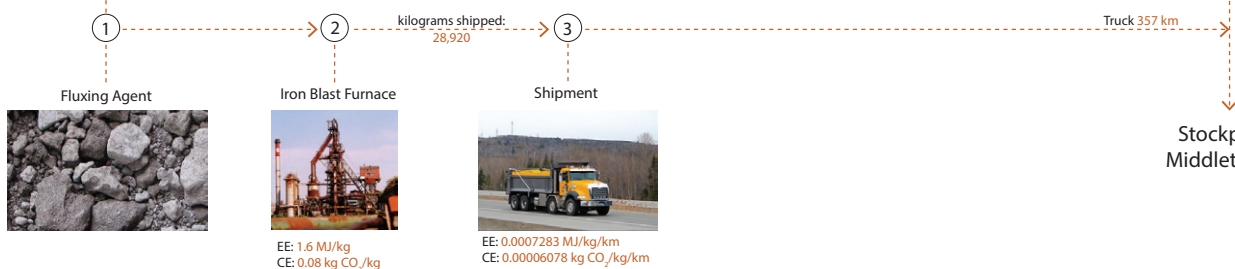 1
2
kilograms shipped:
28,920
3
Truck 357 km
Fluxing Agent
Iron Blast Furnace
Shipment
Stockp
Middlet
EE: 1.6 MJ/kg
CE: 0.08 kg CO₂/kg
EE: 0.0007283 MJ/kg/km
CE: 0.00006078 kg CO₂/kg/km